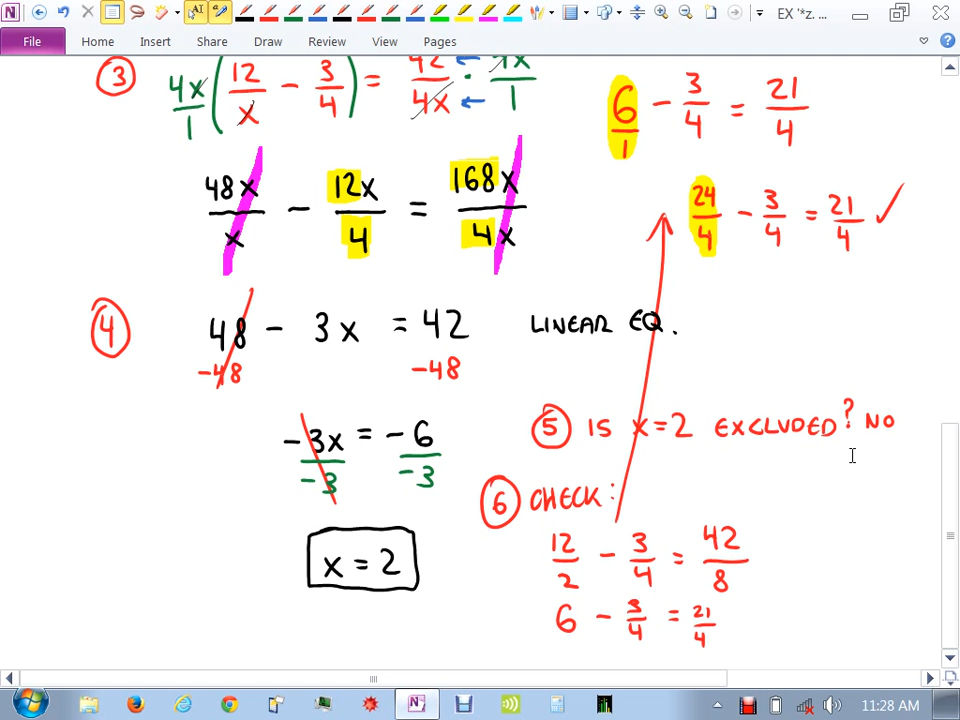 EX '*z. ...
File Home Insert Share Draw Review View Pages
3 4x/1 ( 12/x - 3/4 ) = 42/4x · 4x/1
48x/x - 12x/4 = 168x/4x
4 48 - 3x = 42 LINEAR EQ.
-48 -48
-3x = -6
-3 -3
x = 2
6/1 - 3/4 = 21/4
24/4 - 3/4 = 21/4 ✓
5 IS x=2 EXCLUDED? NO
6 CHECK:
12/2 - 3/4 = 42/8
6 - 3/4 = 21/4
11:28 AM